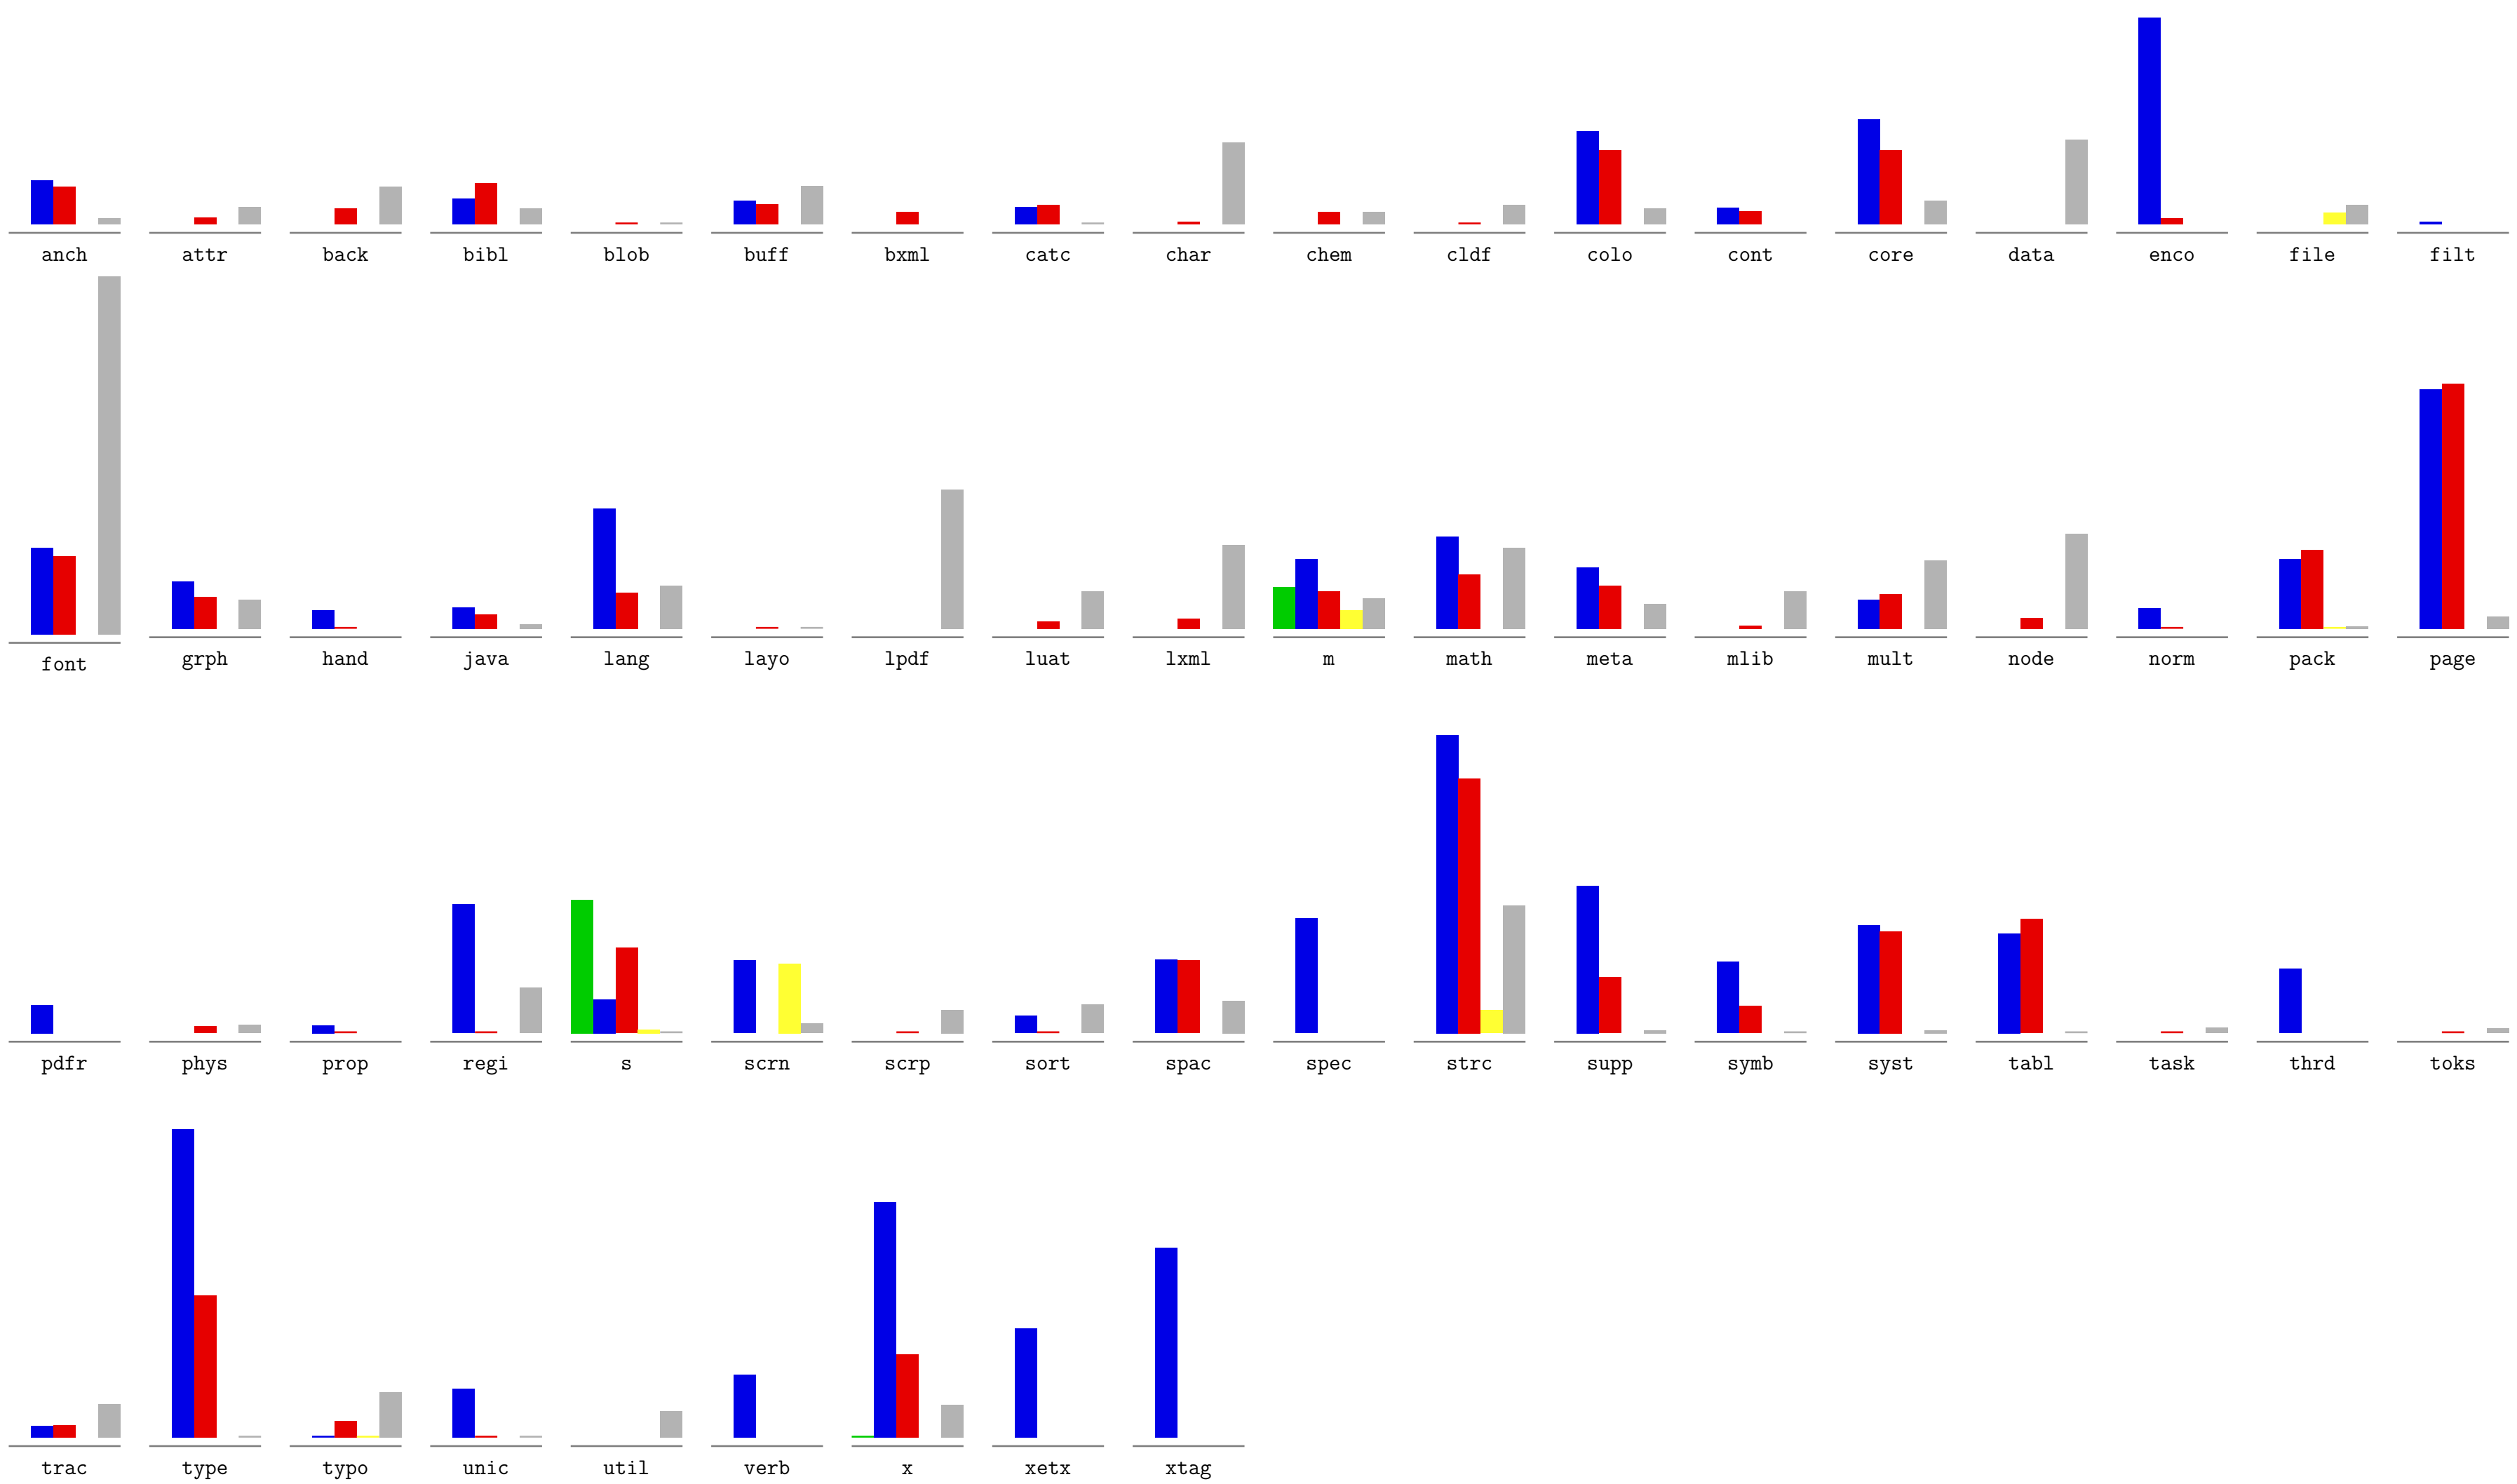 anch attr back bibl blob buff bxml catc char chem cldf colo cont core data enco file filt
font grph hand java lang layo lpdf luat lxml m math meta mlib mult node norm pack page
pdfr phys prop regi s scrn scrp sort spac spec strc supp symb syst tabl task thrd toks
trac type typo unic util verb x xetx xtag